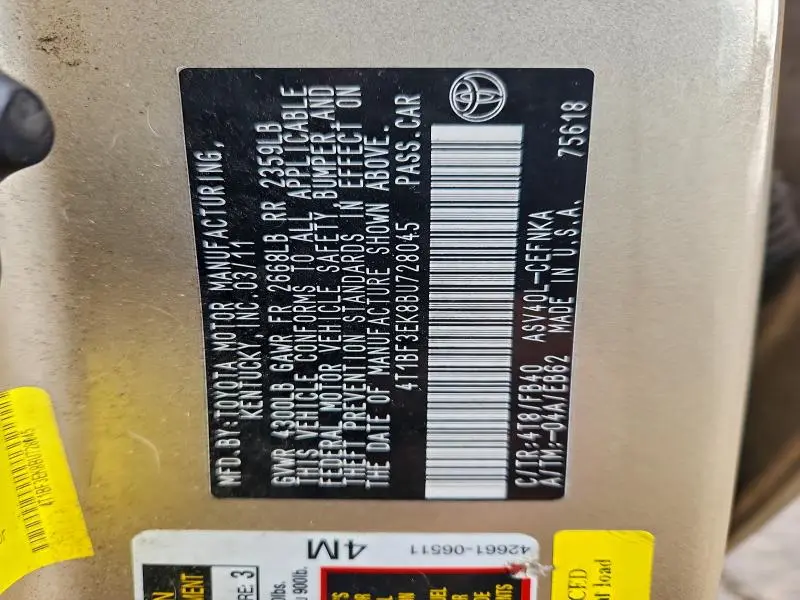 MFD.BY:TOYOTA MOTOR MANUFACTURING,
KENTUCKY, INC.03/11
GVWR 4300LB GAWR FR 2668LB RR 2359LB
THIS VEHICLE CONFORMS TO ALL APPLICABLE
FEDERAL MOTOR VEHICLE SAFETY,BUMPER,AND
THEFT PREVENTION STANDARDS IN EFFECT ON
THE DATE OF MANUFACTURE SHOWN ABOVE.
4T1BF3EK8BU728045 PASS.CAR
C/TR:4T8/FB40 ASV40L-CEFNKA
A/TM:-04A/EB62 MADE IN U.S.A. 75618
4T1BF3EK8BU728045
4M
42661-06511